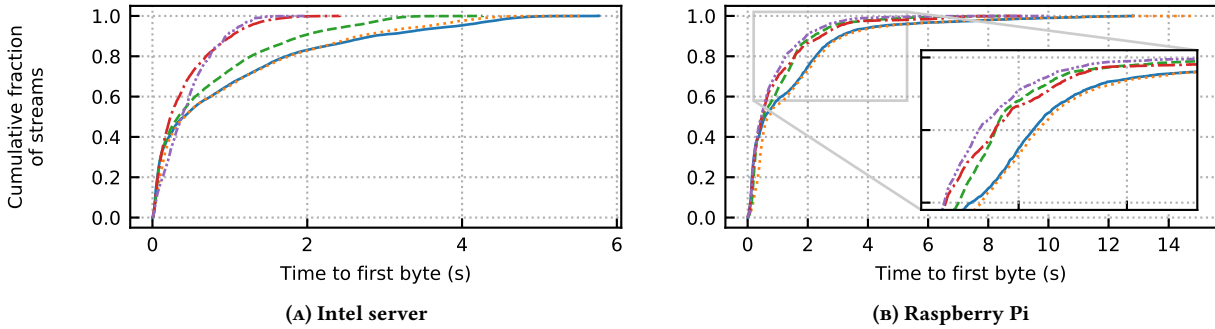 Cumulative fraction
of streams
1.0
0.8
0.6
0.4
0.2
0.0
0 2 4 6
Time to first byte (s)
(A) Intel server
1.0
0.8
0.6
0.4
0.2
0.0
0 2 4 6 8 10 12 14
Time to first byte (s)
(B) Raspberry Pi